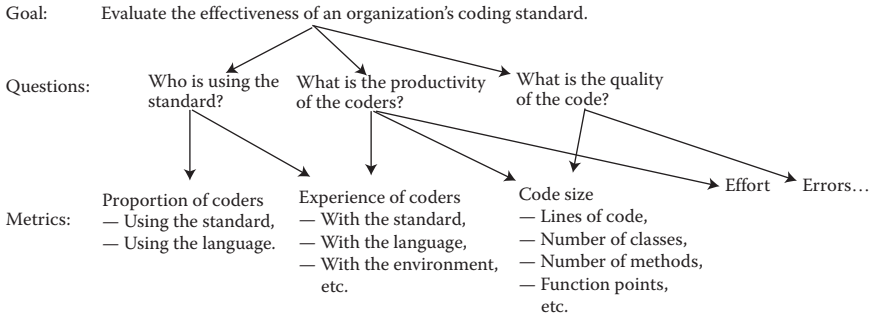 Goal: Evaluate the effectiveness of an organization's coding standard.
Questions:
Who is using the
standard?
What is the productivity
of the coders?
What is the quality
of the code?
Metrics:
Proportion of coders
— Using the standard,
— Using the language.
Experience of coders
— With the standard,
— With the language,
— With the environment,
etc.
Code size
— Lines of code,
— Number of classes,
— Number of methods,
— Function points,
etc.
Effort
Errors…